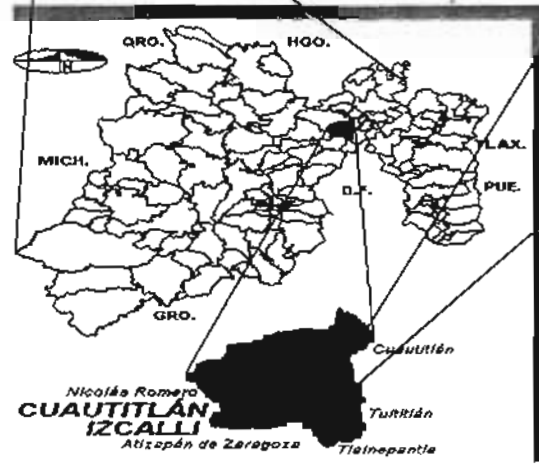 QRO.
HGO.
N
MICH.
TLAX.
D.F.
PUE.
GRO.
Cuautitlán
Nicolás Romero
CUAUTITLÁN
IZCALLI
Tultitlán
Atizapán de Zaragoza
Tlalnepantla